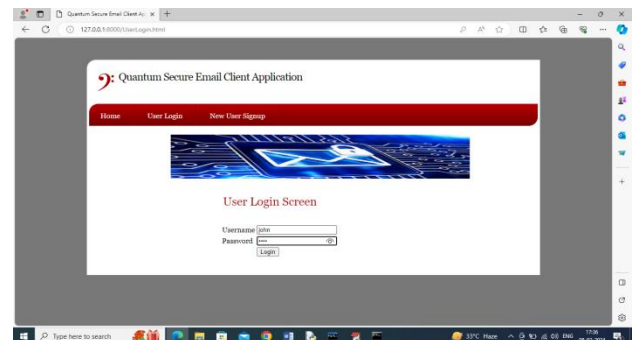 Quantum Secure Email Client Ap
127.0.0.1:8000/UserLogin.html
Quantum Secure Email Client Application
Home User Login New User Signup
User Login Screen
Username john
Password
Login
Type here to search
33°C Haze
ENG
17:36